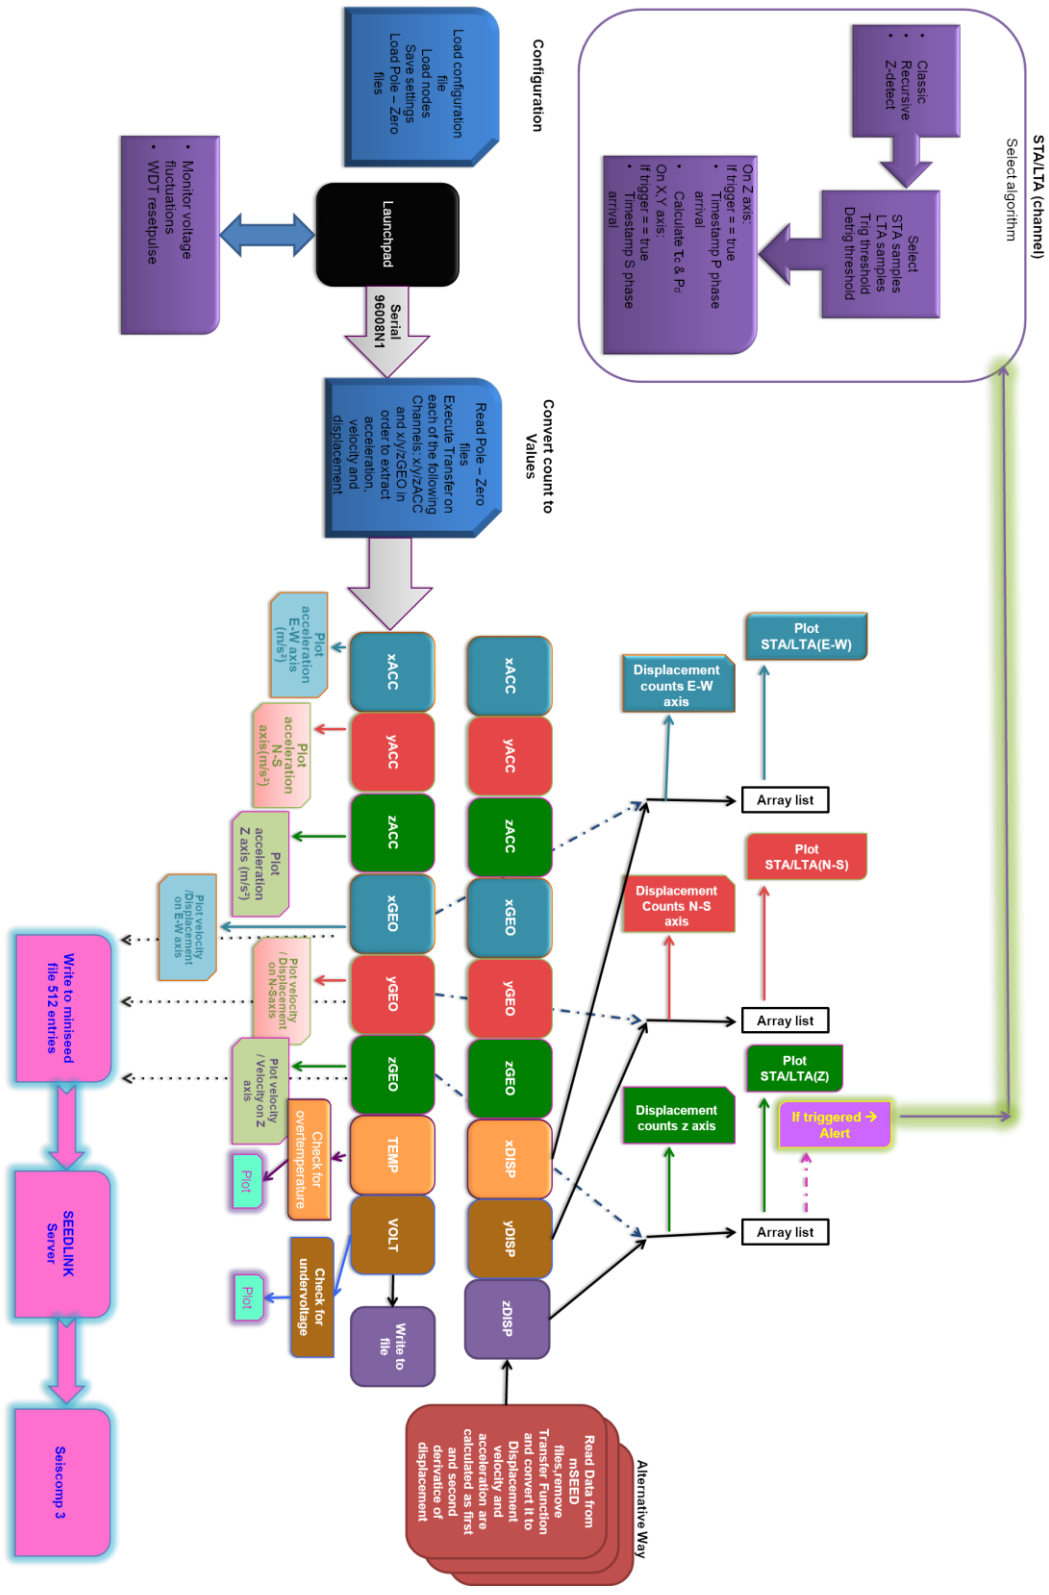 STA/LTA (channel)
Select algorithm
• Classic
• Recursive
• Z-detect
Select
STA samples
LTA samples
Trig threshold
Detrig threshold
On Z axis:
If trigger = = true
• Timestamp P phase
arrival
• Calculate τc & Pd
On X,Y axis:
If trigger = = true
• Timestamp S phase
arrival
Configuration
Load configuration
file
Load nodes
Save settings
Load Pole – Zero
files
Launchpad
• Monitor voltage
fluctuations
• WDT resetpulse
Serial
96008N1
Convert count to
Values
Read Pole – Zero
files
Execute Transfer on
each of the following
Channels: x/y/zACC
and x/y/zGEO in
order to extract
acceleration,
velocity and
displacement
Plot
STA/LTA(E-W)
Plot
STA/LTA(N-S)
Plot
STA/LTA(Z)
If triggered →
Alert
Array list
Array list
Array list
Displacement
counts E-W
axis
Displacement
Counts N-S
axis
Displacement
counts z axis
xACC
yACC
zACC
xGEO
yGEO
zGEO
xDISP
yDISP
zDISP
xACC
yACC
zACC
xGEO
yGEO
zGEO
TEMP
VOLT
Write to
file
Plot
acceleration
E-W axis
(m/s²)
Plot
acceleration
N-S
axis(m/s²)
Plot
acceleration
Z axis (m/s²)
Plot velocity
/Displacement
on E-W axis
Plot velocity
/ Displacement
on N-Saxis
Plot velocity
/ Velocity on Z
axis
Check for
overtemperature
Plot
Check for
undervoltage
Plot
Alternative Way
Read Data from
mSEED
files,remove
Transfer Function
and convert it to
Displacement
velocity and
acceleration are
calculated as first
and second
derivatice of
displacement
Write to miniseed
file 512 entries
SEEDLINK
Server
Seiscomp 3